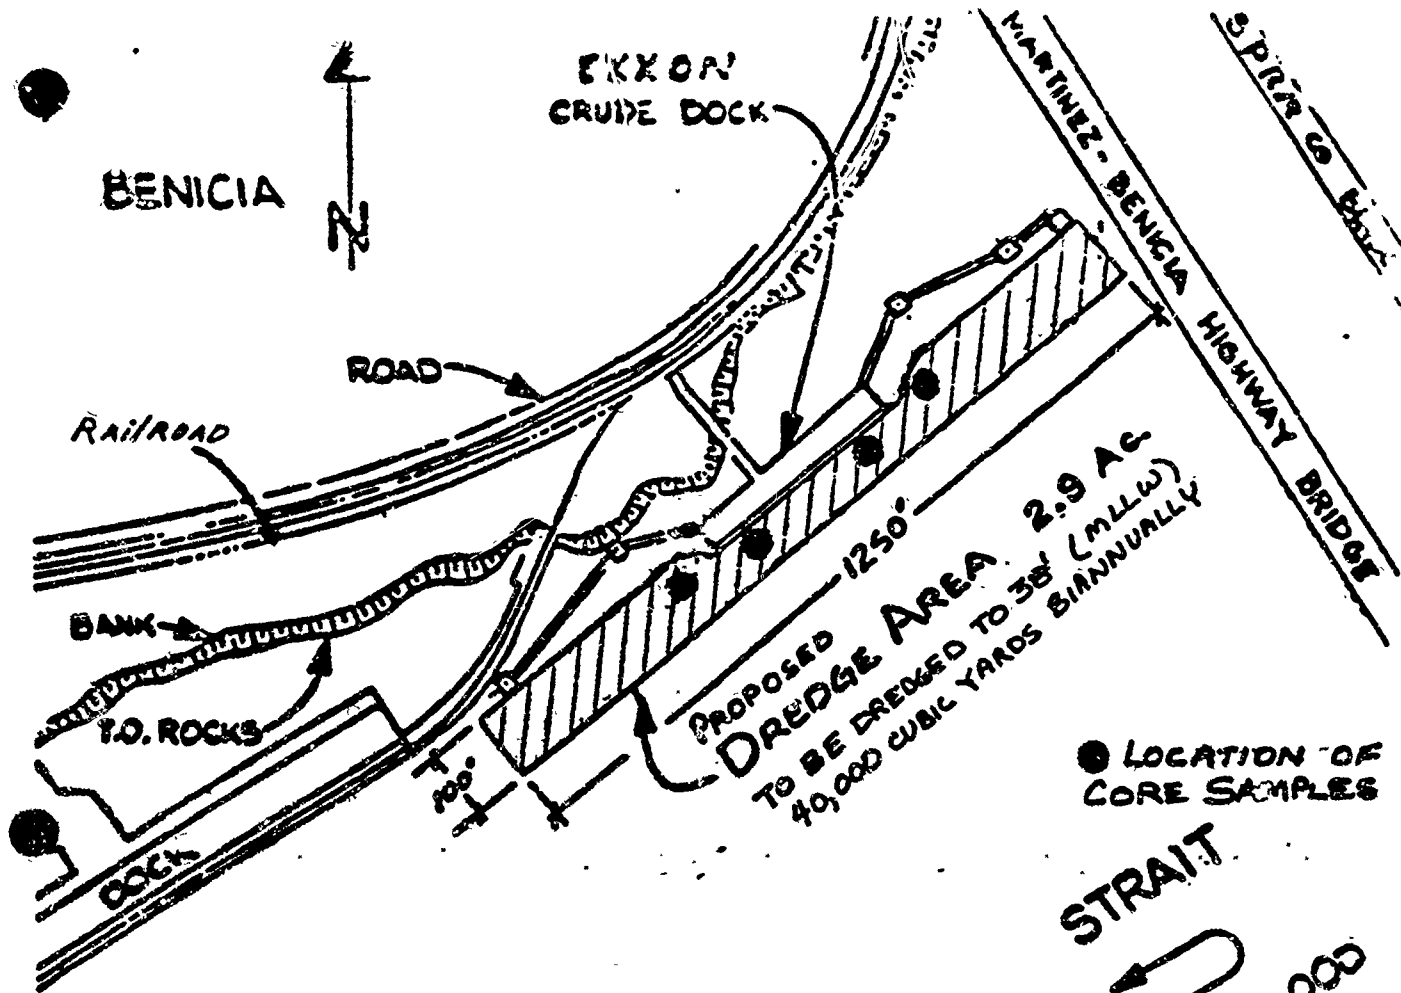 EXXON
CRUDE DOCK
BENICIA
N
MARTINEZ - BENICIA HIGHWAY BRIDGE
ROAD
RAilROAD
BANK
T.O. ROCKS
DOCK
100'
1250'
PROPOSED
DREDGE AREA 2.9 AC
TO BE DREDGED TO 38' (MLLW)
40,000 CUBIC YARDS BIANNUALLY
LOCATION OF
CORE SAMPLES
STRAIT